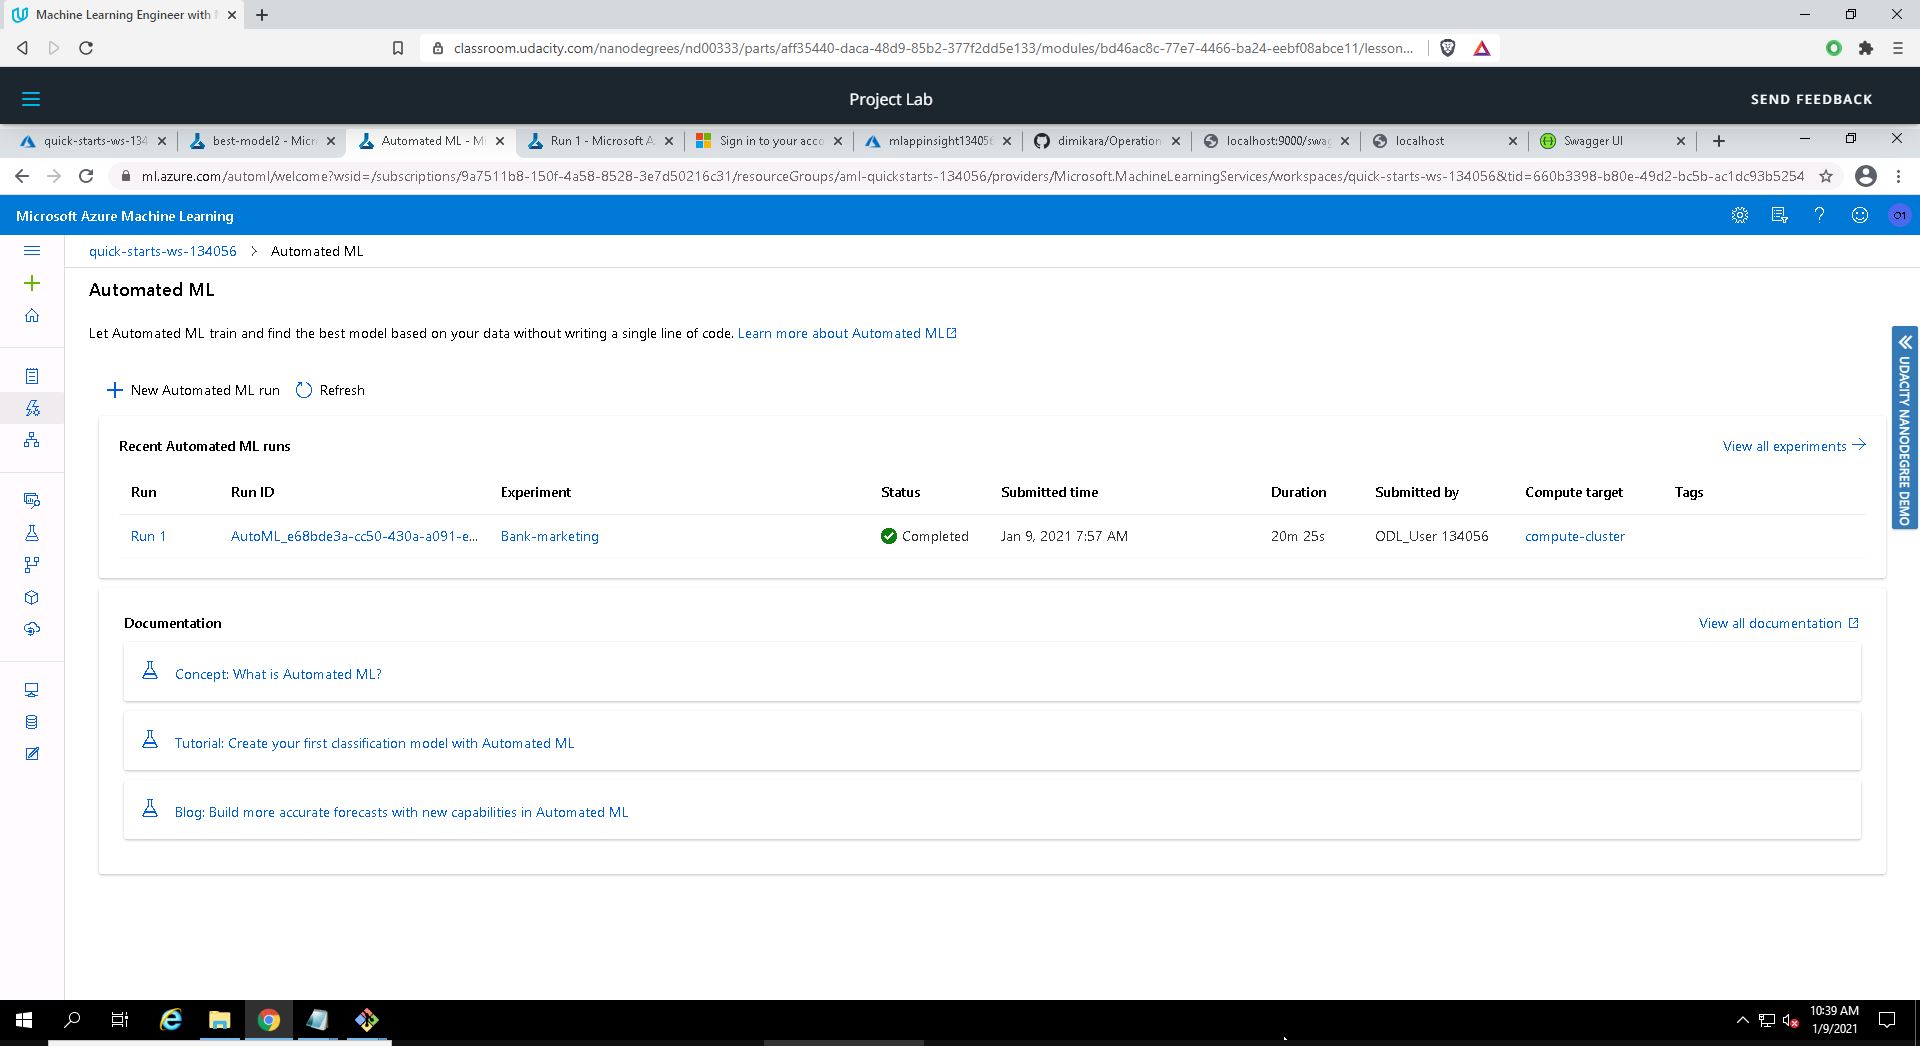 Machine Learning Engineer with
classroom.udacity.com/nanodegrees/nd00333/parts/aff35440-daca-48d9-85b2-377f2dd5e133/modules/bd46ac8c-77e7-4466-ba24-eebf08abce11/lesson...
Project Lab
SEND FEEDBACK
quick-starts-ws-134
best-model2 - Micr
Automated ML - Mi
Run 1 - Microsoft A
Sign in to your acco
mlappinsight134056
dimikara/Operation
localhost:9000/swag
localhost
Swagger UI
ml.azure.com/automl/welcome?wsid=/subscriptions/9a7511b8-150f-4a58-8528-3e7d50216c31/resourceGroups/aml-quickstarts-134056/providers/Microsoft.MachineLearningServices/workspaces/quick-starts-ws-134056&tid=660b3398-b80e-49d2-bc5b-ac1dc93b5254
Microsoft Azure Machine Learning
O1
quick-starts-ws-134056 > Automated ML
Automated ML
Let Automated ML train and find the best model based on your data without writing a single line of code. Learn more about Automated ML
New Automated ML run Refresh
UDACITY NANODEGREE DEMO
Recent Automated ML runs
View all experiments
Run Run ID Experiment Status Submitted time Duration Submitted by Compute target Tags
Run 1 AutoML_e68bde3a-cc50-430a-a091-e... Bank-marketing Completed Jan 9, 2021 7:57 AM 20m 25s ODL_User 134056 compute-cluster
Documentation
View all documentation
Concept: What is Automated ML?
Tutorial: Create your first classification model with Automated ML
Blog: Build more accurate forecasts with new capabilities in Automated ML
10:39 AM
1/9/2021